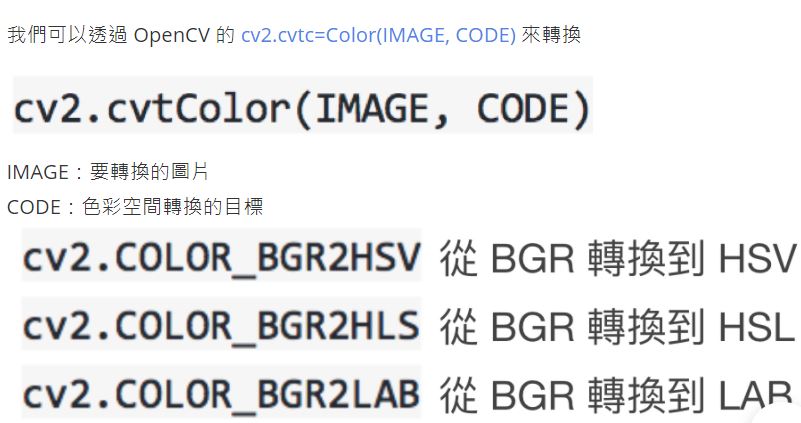 我們可以透過 OpenCV 的 cv2.cvtc=Color(IMAGE, CODE) 來轉換
cv2.cvtColor(IMAGE, CODE)
IMAGE：要轉換的圖片
CODE：色彩空間轉換的目標
cv2.COLOR_BGR2HSV 從 BGR 轉換到 HSV
cv2.COLOR_BGR2HLS 從 BGR 轉換到 HSL
cv2.COLOR_BGR2LAB 從 BGR 轉換到 LAB